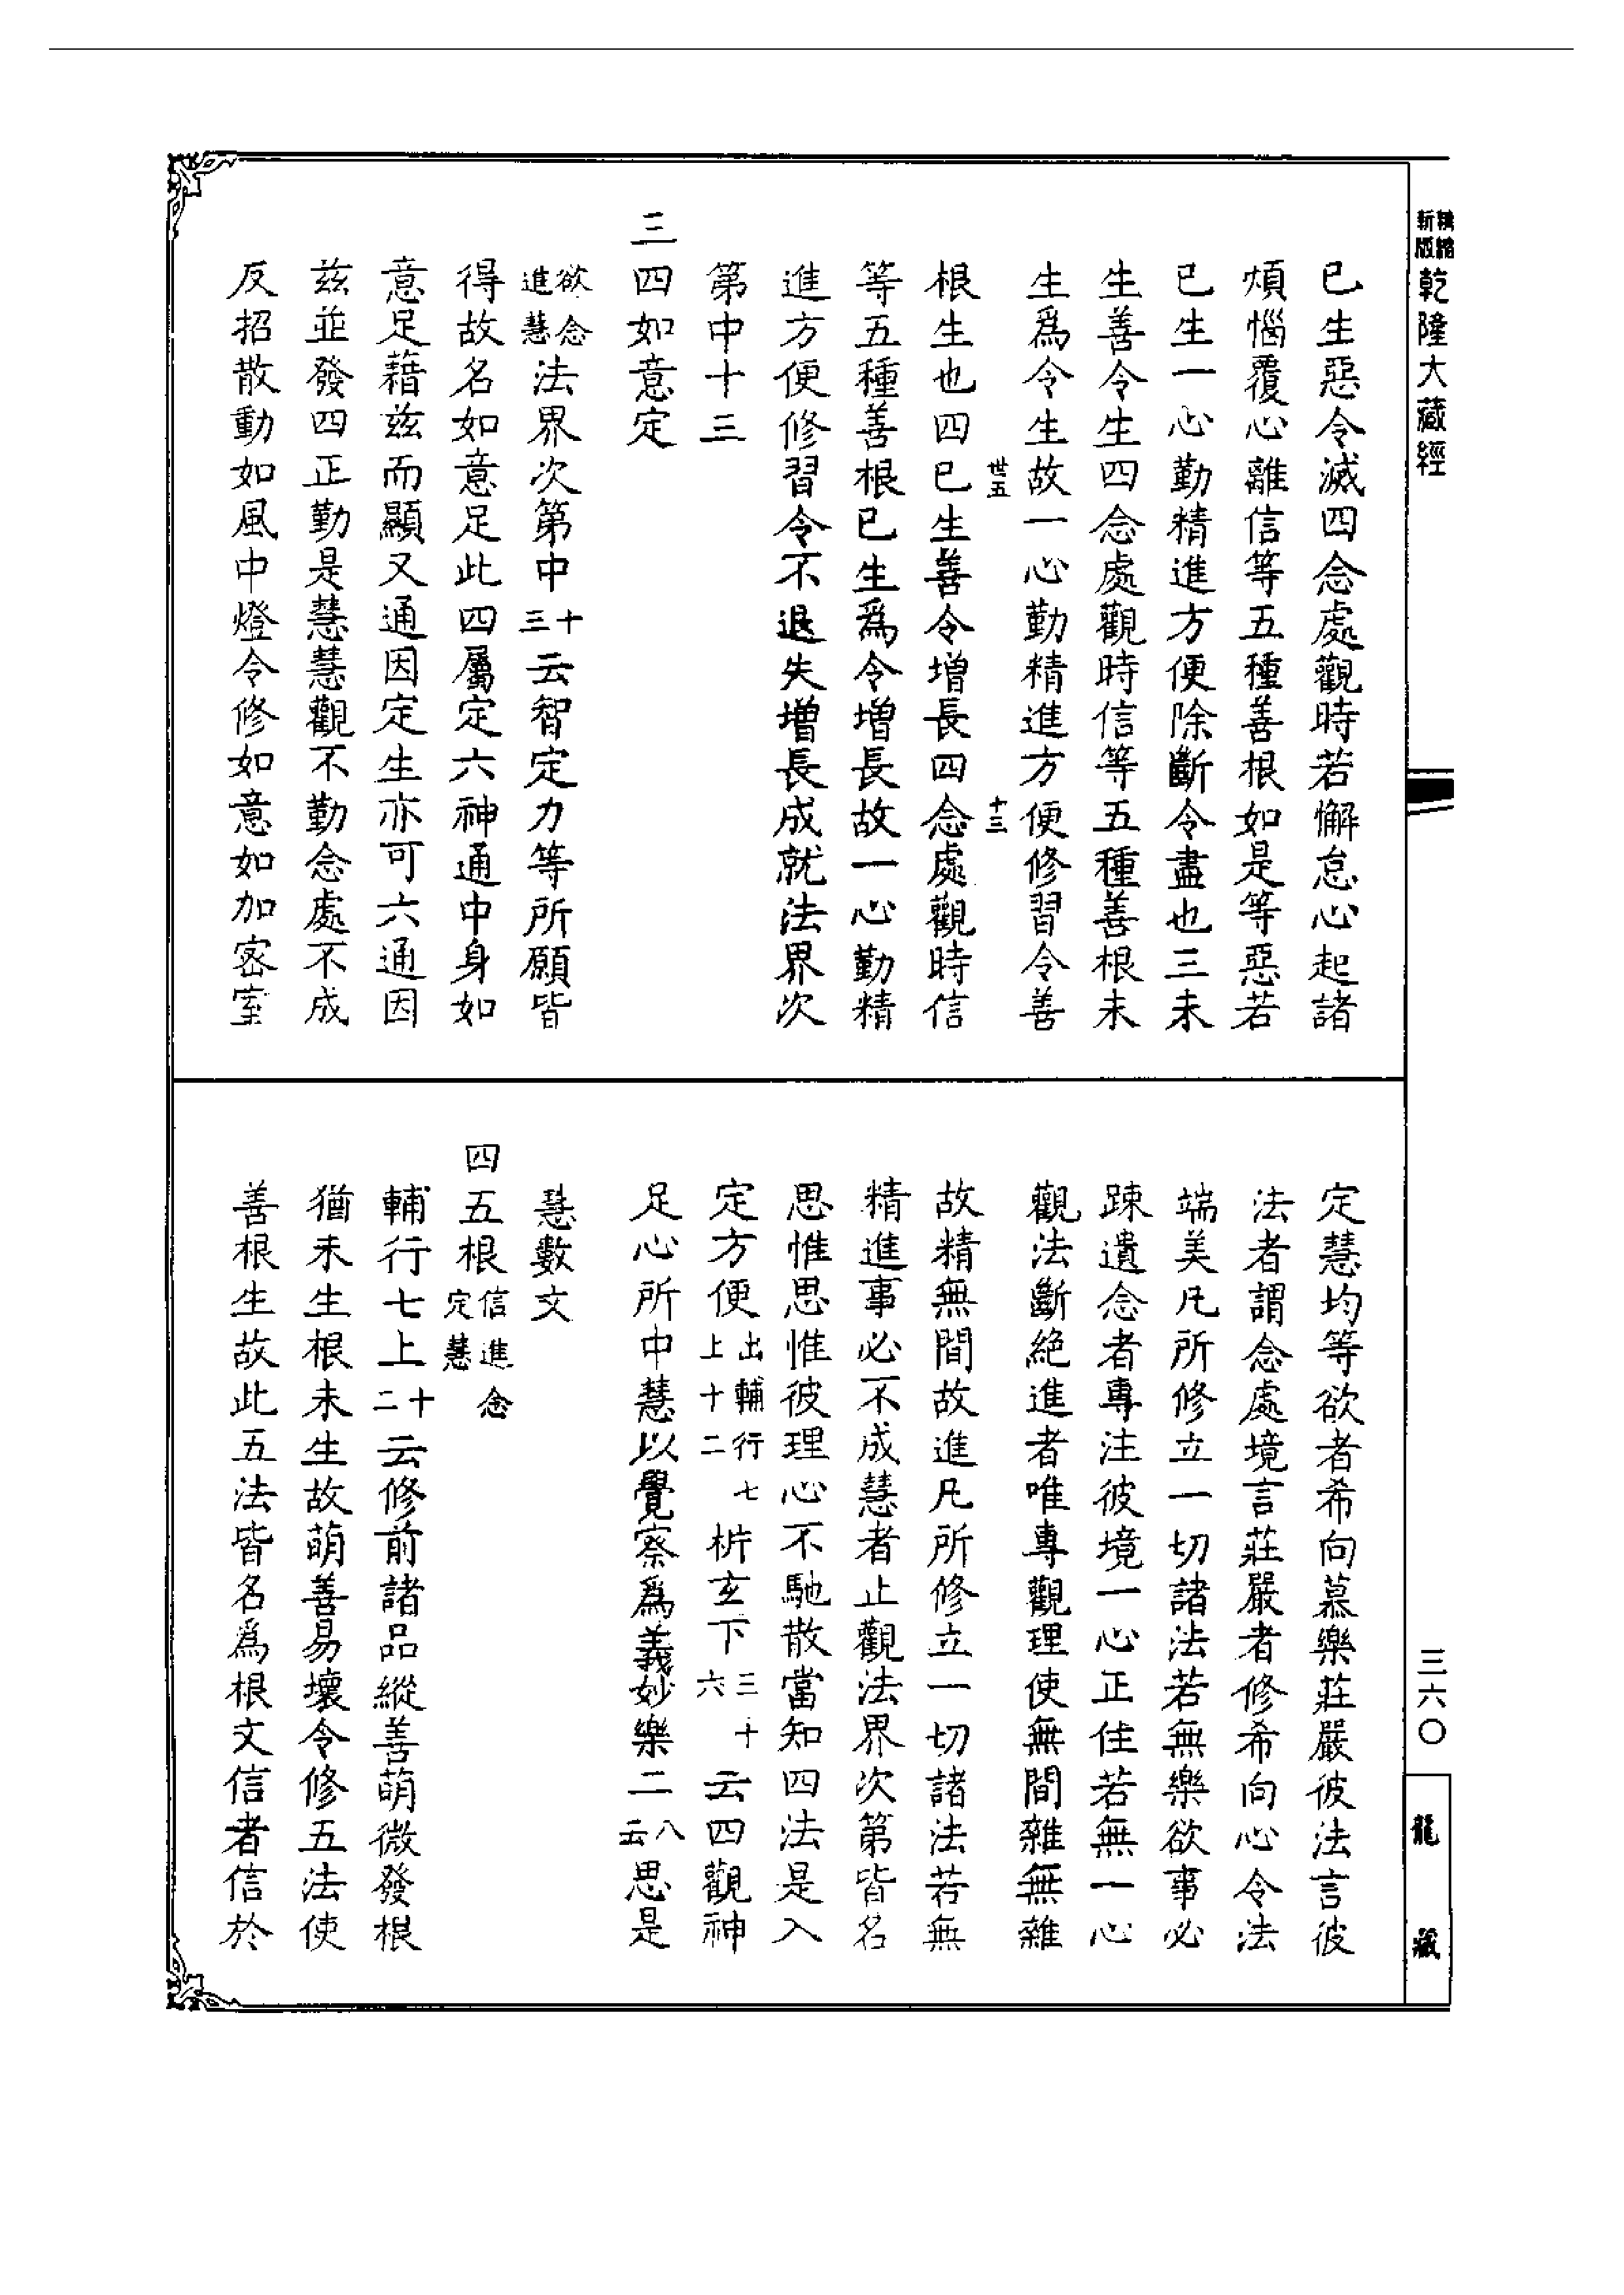 精縮新版乾隆大藏經
已生惡令滅四念處觀時若懈怠心起諸
煩惱覆心離信等五種善根如是等惡若
已生一心勤精進方便除斷令盡也三未
生善令生四念處觀時信等五種善根未
生爲令生故一心勤精進方便修習令善
世五
十三
根生也四已生善令增長四念處觀時信
等五種善根已生爲令增長故一心勤精
進方便修習令不退失增長成就法界次
第中十三
三四如意定
欲念進慧法界次第中十三云智定力等所願皆
得故名如意足此四屬定六神通中身如
意足藉茲而顯又通因定生亦可六通因
茲並發四正勤是慧慧觀不勤念處不成
反招散動如風中燈令修如意如加密室
定慧均等欲者希向慕樂莊嚴彼法言彼
法者謂念處境言莊嚴者修希向心令法
端美凡所修立一切諸法若無樂欲事必
踈遺念者專注彼境一心正住若無一心
觀法斷絕進者唯專觀理使無間雜無雜
故精無間故進凡所修立一切諸法若無
精進事必不成慧者止觀法界次第皆名
思惟思惟彼理心不馳散當知四法是入
定方便出輔行七上十二析玄下三十六云四觀神
足心所中慧以覺察爲義妙樂二八云思是
慧數文
四五根信進念定慧
輔行七上十二云修前諸品縱善萌微發根
猶未生根未生故萌善易壞令修五法使
善根生故此五法皆名爲根文信者信於
三六〇
龍藏